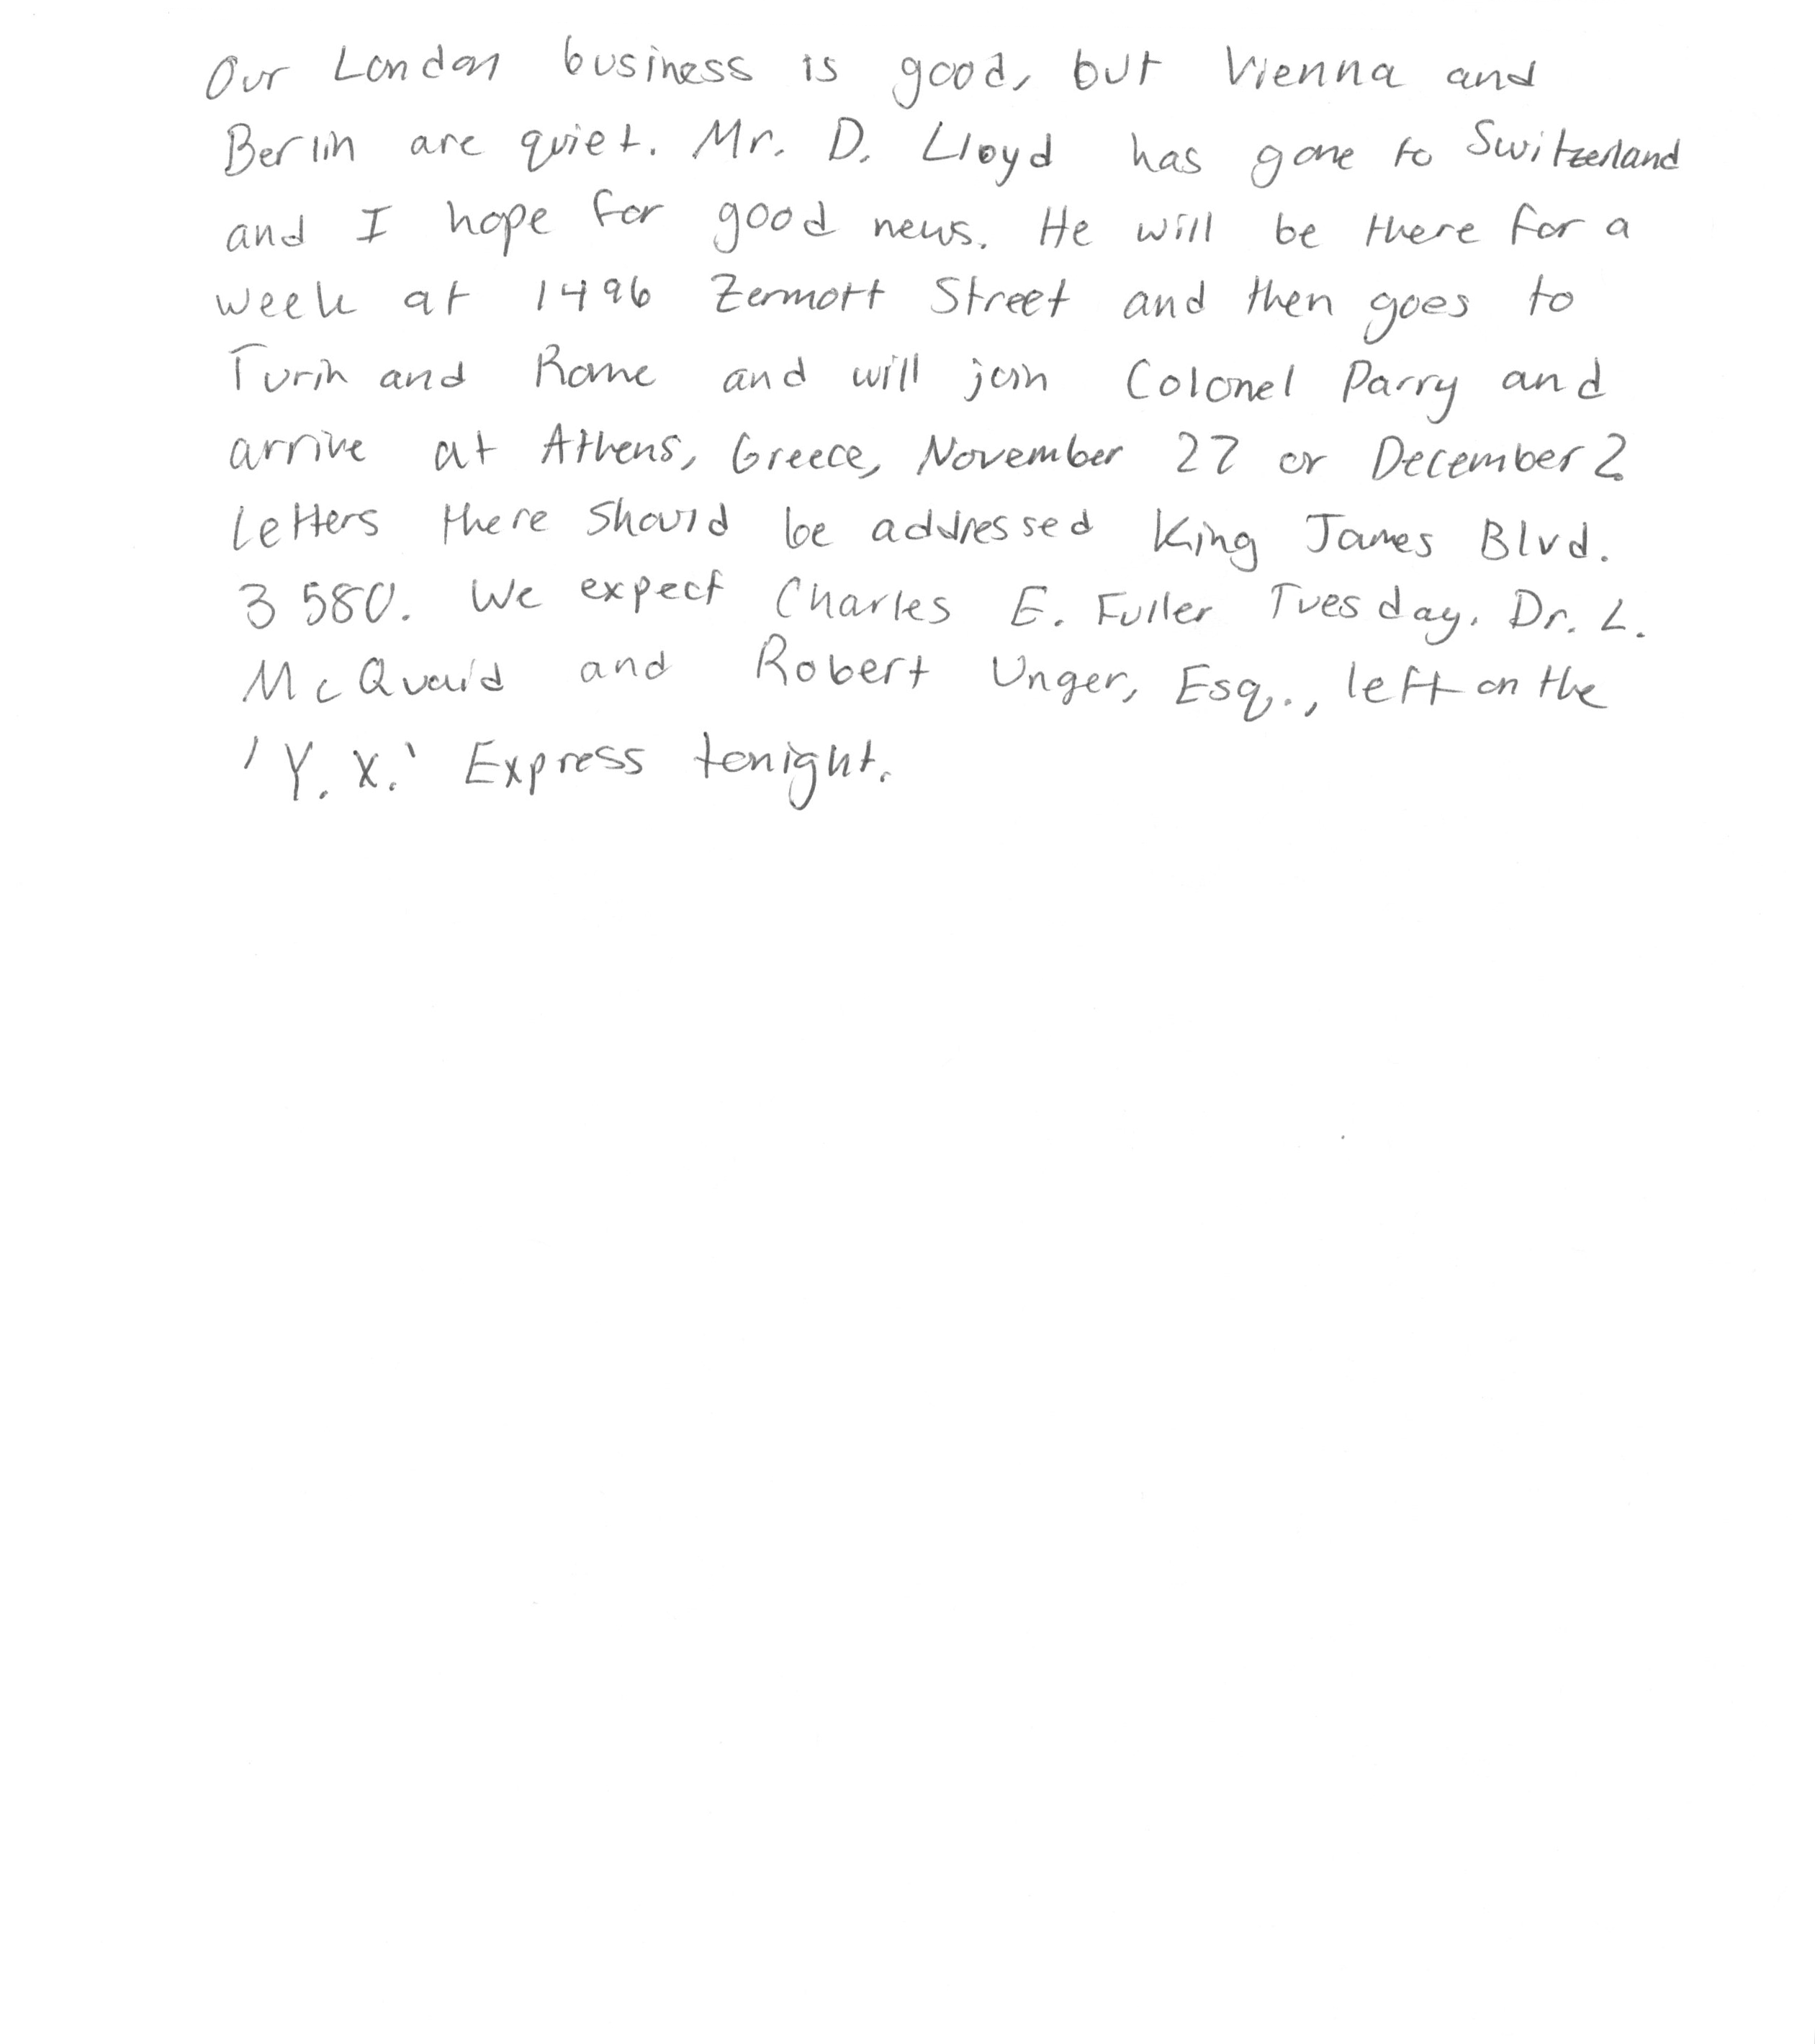 Our London business is good, but Vienna and
Berlin are quiet. Mr. D. Lloyd has gone to Switzerland
and I hope for good news. He will be there for a
week at 1496 Zermott Street and then goes to
Turin and Rome and will join Colonel Parry and
arrive at Athens, Greece, November 27 or December 2
letters there should be addressed King James Blvd.
3580. We expect Charles E. Fuller Tuesday. Dr. L.
McQuaid and Robert Unger, Esq., left on the
'Y. X.' Express tonight.